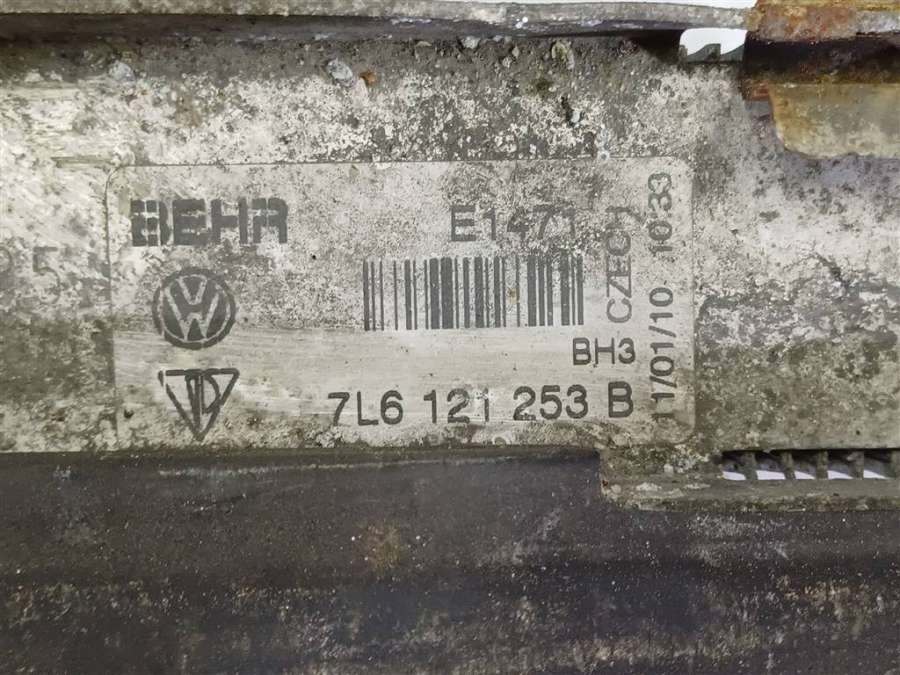 BEHR
E1471
CZECH
11/01/10 10:33
BH3
7L6 121 253 B